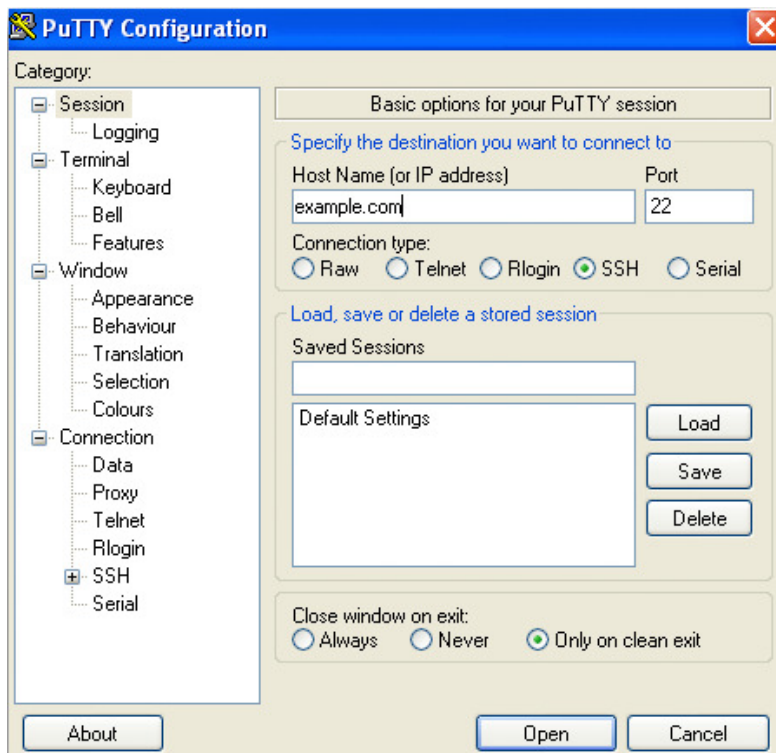 PuTTY Configuration
Category:
Session
Logging
Terminal
Keyboard
Bell
Features
Window
Appearance
Behaviour
Translation
Selection
Colours
Connection
Data
Proxy
Telnet
Rlogin
SSH
Serial
Basic options for your PuTTY session
Specify the destination you want to connect to
Host Name (or IP address) Port
example.com 22
Connection type:
Raw Telnet Rlogin SSH Serial
Load, save or delete a stored session
Saved Sessions
Default Settings
Load
Save
Delete
Close window on exit:
Always Never Only on clean exit
About Open Cancel